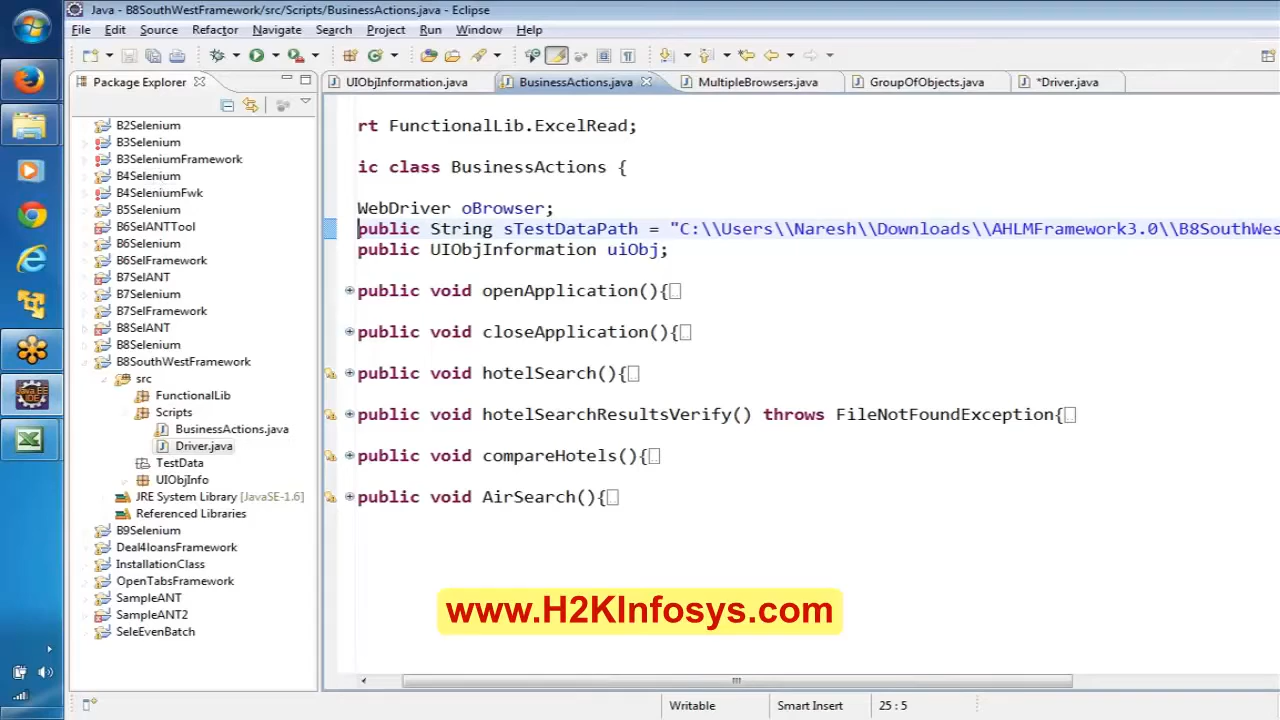 Java - B8SouthWestFramework/src/Scripts/BusinessActions.java - Eclipse
File Edit Source Refactor Navigate Search Project Run Window Help
Package Explorer
UIObjInformation.java BusinessActions.java MultipleBrowsers.java GroupOfObjects.java *Driver.java
B2Selenium
B3Selenium
B3SeleniumFramework
B4Selenium
B4SeleniumFwk
B5Selenium
B6SelANTTool
B6Selenium
B6SelFramework
B7SelANT
B7Selenium
B7SelFramework
B8SelANT
B8Selenium
B8SouthWestFramework
src
FunctionalLib
Scripts
BusinessActions.java
Driver.java
TestData
UIObjInfo
JRE System Library [JavaSE-1.6]
Referenced Libraries
B9Selenium
Deal4loansFramework
InstallationClass
OpenTabsFramework
SampleANT
SampleANT2
SeleEvenBatch
rt FunctionalLib.ExcelRead;
ic class BusinessActions {
WebDriver oBrowser;
public String sTestDataPath = "C:\\Users\\Naresh\\Downloads\\AHLMFramework3.0\\B8SouthWes
public UIObjInformation uiObj;
public void openApplication(){
public void closeApplication(){
public void hotelSearch(){
public void hotelSearchResultsVerify() throws FileNotFoundException{
public void compareHotels(){
public void AirSearch(){
www.H2KInfosys.com
Writable Smart Insert 25 : 5